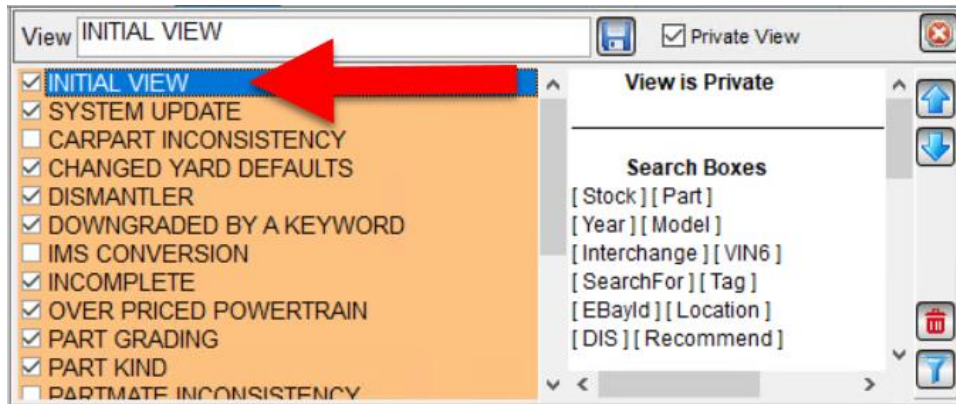 View INITIAL VIEW Private View
INITIAL VIEW
SYSTEM UPDATE
CARPART INCONSISTENCY
CHANGED YARD DEFAULTS
DISMANTLER
DOWNGRADED BY A KEYWORD
IMS CONVERSION
INCOMPLETE
OVER PRICED POWERTRAIN
PART GRADING
PART KIND
PARTMATE INCONSISTENCY
View is Private
Search Boxes
[ Stock ] [ Part ]
[ Year ] [ Model ]
[ Interchange ] [ VIN6 ]
[ SearchFor ] [ Tag ]
[ EBayId ] [ Location ]
[ DIS ] [ Recommend ]